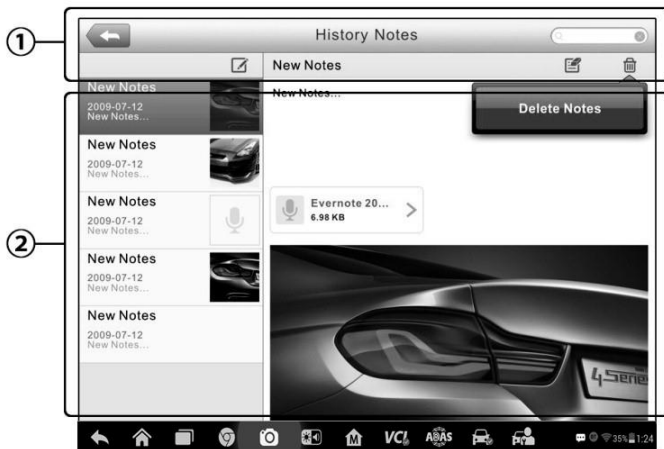 1
History Notes
New Notes
New Notes
2009-07-12
New Notes...
New Notes...
Delete Notes
New Notes
2009-07-12
New Notes...
Evernote 20...
6.98 KB
New Notes
2009-07-12
New Notes...
2
New Notes
2009-07-12
New Notes...
New Notes
2009-07-12
New Notes...
4Series
M
VCI
ADAS
35%
1:24